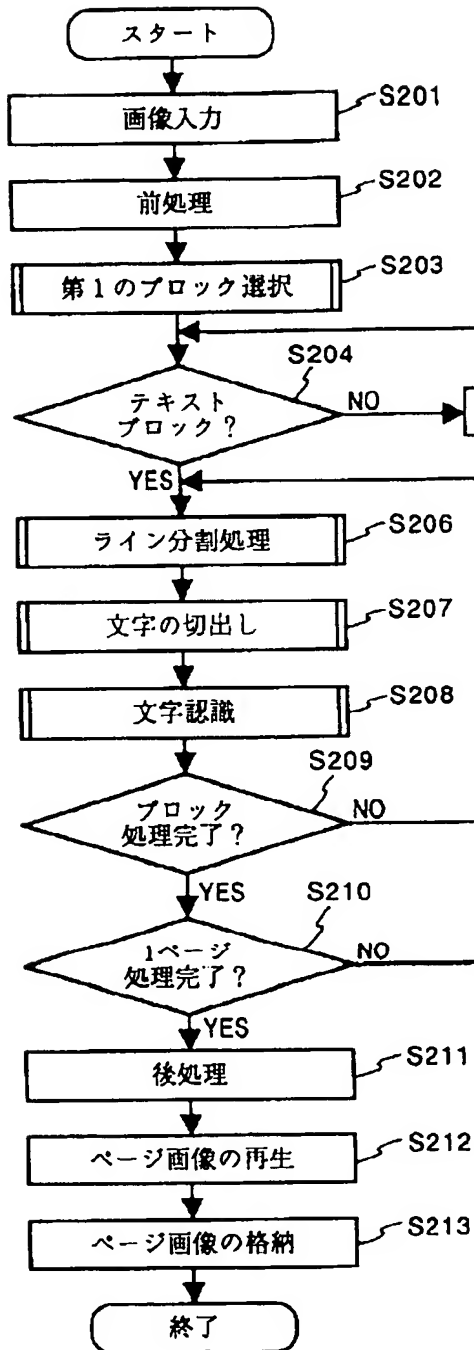 スタート
画像入力
S201
前処理
S202
第1のブロック選択
S203
S204
テキスト
ブロック?
NO
YES
ライン分割処理
S206
文字の切出し
S207
文字認識
S208
S209
ブロック
処理完了?
NO
YES
S210
1ページ
処理完了?
NO
YES
後処理
S211
ページ画像の再生
S212
ページ画像の格納
S213
終了